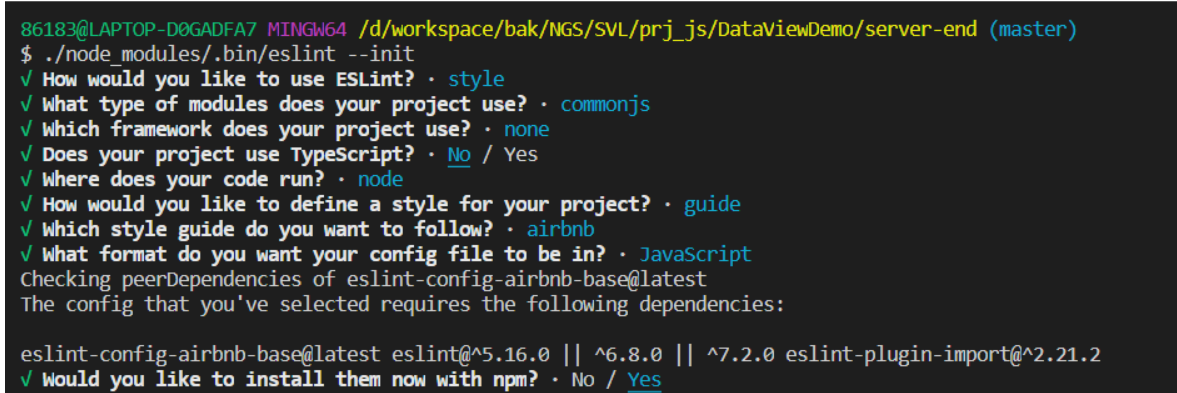 86183@LAPTOP-D0GADFA7 MINGW64 /d/workspace/bak/NGS/SVL/prj_js/DataViewDemo/server-end (master)
$ ./node_modules/.bin/eslint --init
√ How would you like to use ESLint? · style
√ What type of modules does your project use? · commonjs
√ Which framework does your project use? · none
√ Does your project use TypeScript? · No / Yes
√ Where does your code run? · node
√ How would you like to define a style for your project? · guide
√ Which style guide do you want to follow? · airbnb
√ What format do you want your config file to be in? · JavaScript
Checking peerDependencies of eslint-config-airbnb-base@latest
The config that you've selected requires the following dependencies:
eslint-config-airbnb-base@latest eslint@^5.16.0 || ^6.8.0 || ^7.2.0 eslint-plugin-import@^2.21.2
√ Would you like to install them now with npm? · No / Yes